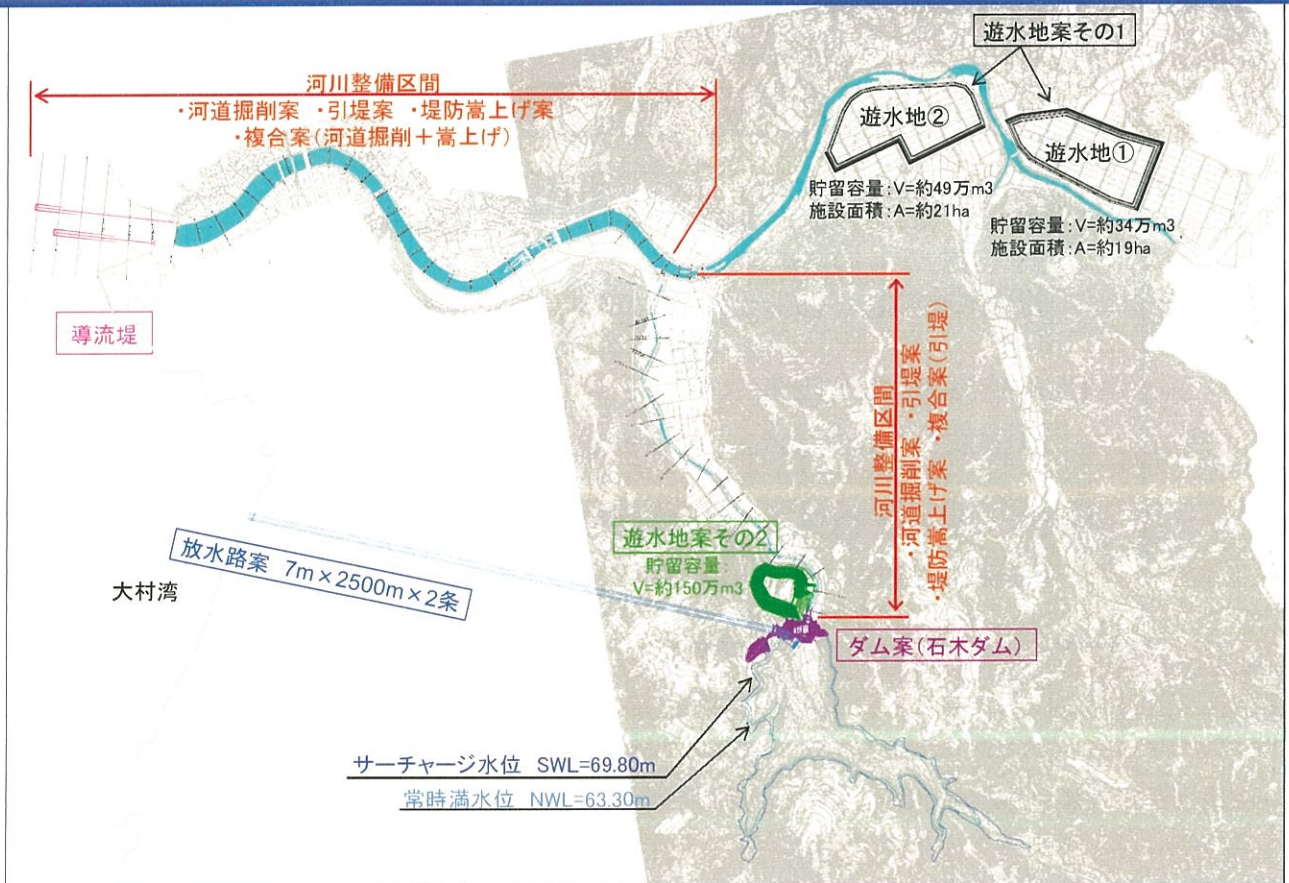 遊水地案その1
河川整備区間
・河道掘削案 ・引堤案 ・堤防嵩上げ案
・複合案(河道掘削+嵩上げ)
遊水地②
遊水地①
貯留容量:V=約49万m3
施設面積:A=約21ha
貯留容量:V=約34万m3
施設面積:A=約19ha
導流堤
河川整備区間
・河道掘削案 ・引堤案
・堤防嵩上げ案 ・複合案(引堤)
遊水地案その2
貯留容量:
V=約150万m3
放水路案 7m×2500m×2条
大村湾
ダム案(石木ダム)
サーチャージ水位 SWL=69.80m
常時満水位 NWL=63.30m